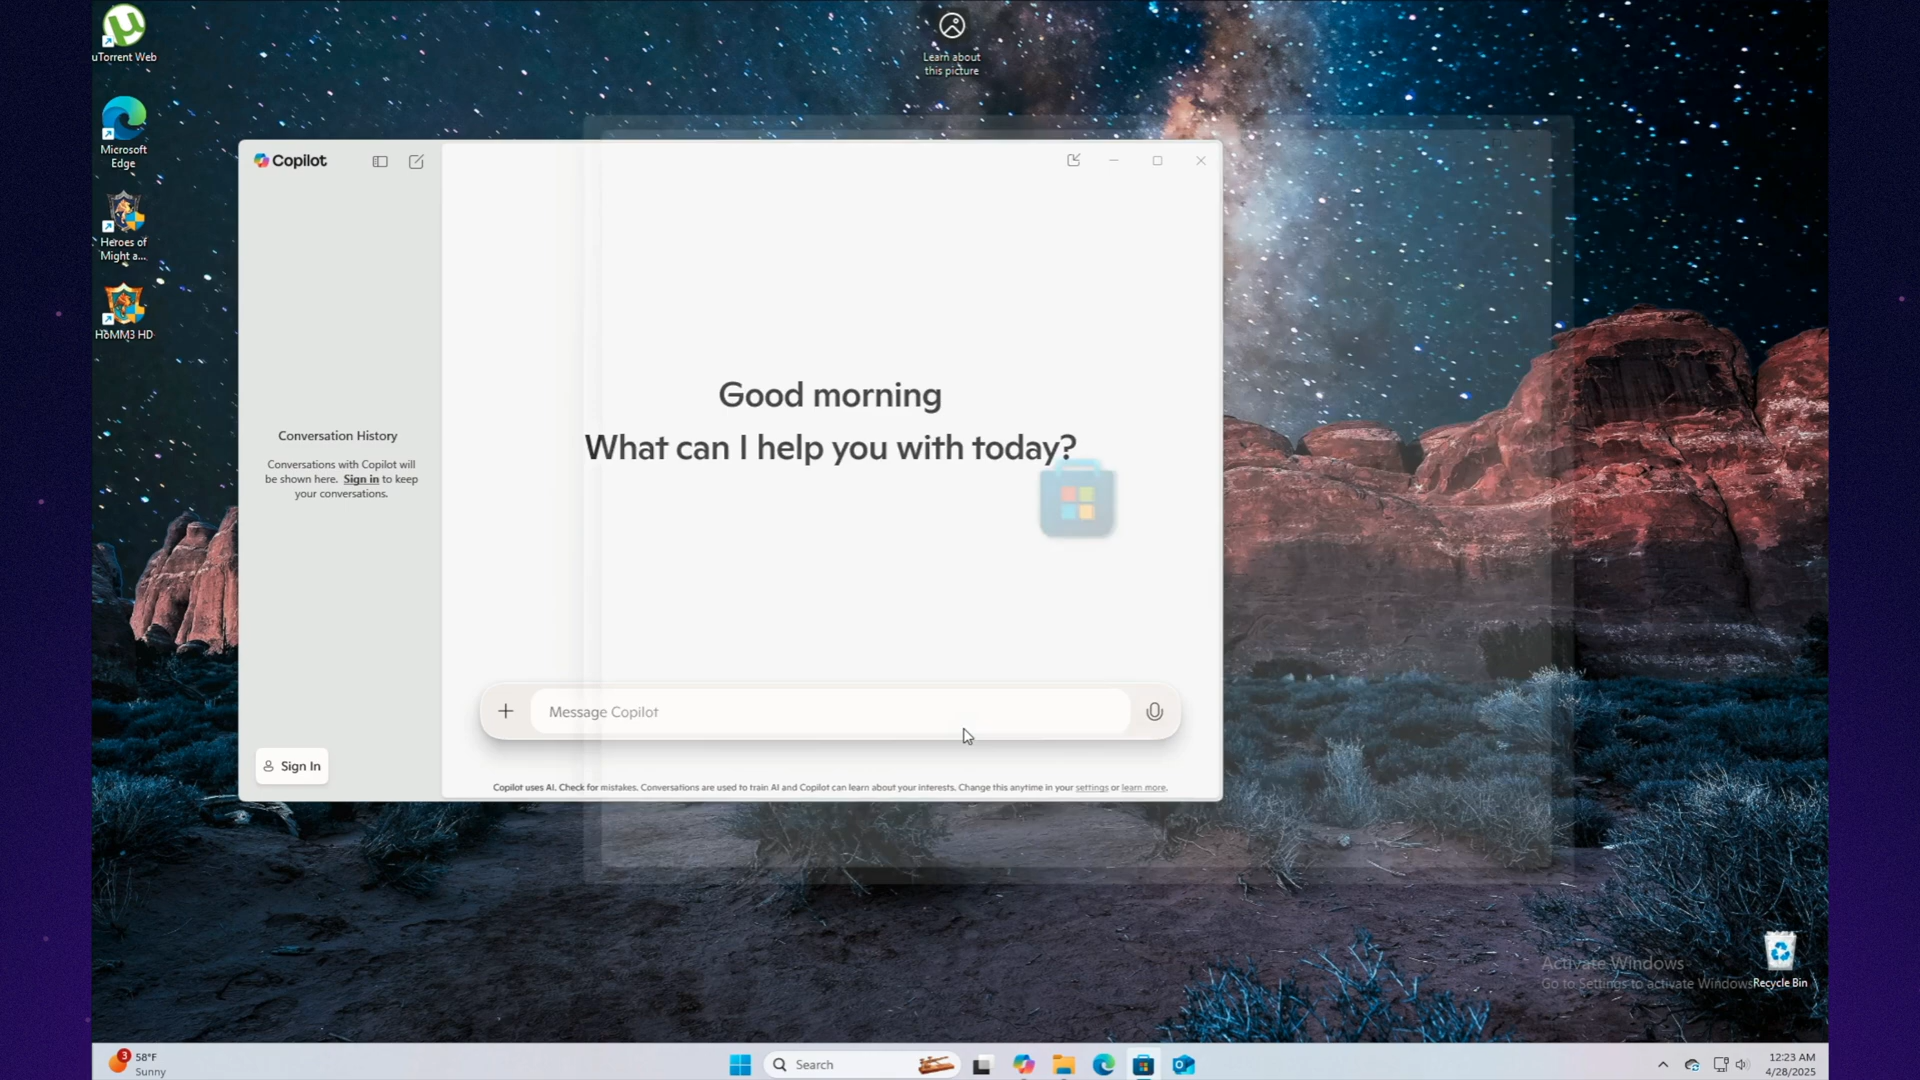 uTorrent Web
Learn about
this picture
Microsoft
Edge
Heroes of
Might a...
HoMM3 HD
Copilot
Good morning
What can I help you with today?
Conversation History
Conversations with Copilot will
be shown here. Sign in to keep
your conversations.
Message Copilot
Sign In
Copilot uses AI. Check for mistakes. Conversations are used to train AI and Copilot can learn about your interests. Change this anytime in your settings or learn more.
Activate Windows
Go to Settings to activate Windows
Recycle Bin
3
58°F
Sunny
Search
12:23 AM
4/28/2025